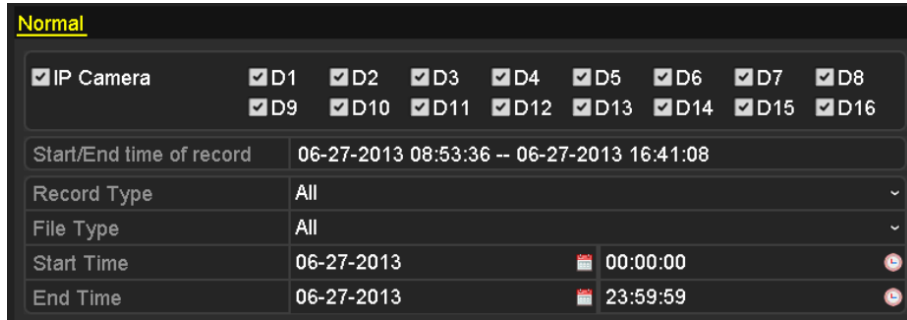 Normal
IP Camera D1 D2 D3 D4 D5 D6 D7 D8
D9 D10 D11 D12 D13 D14 D15 D16
Start/End time of record 06-27-2013 08:53:36 -- 06-27-2013 16:41:08
Record Type All
File Type All
Start Time 06-27-2013 00:00:00
End Time 06-27-2013 23:59:59